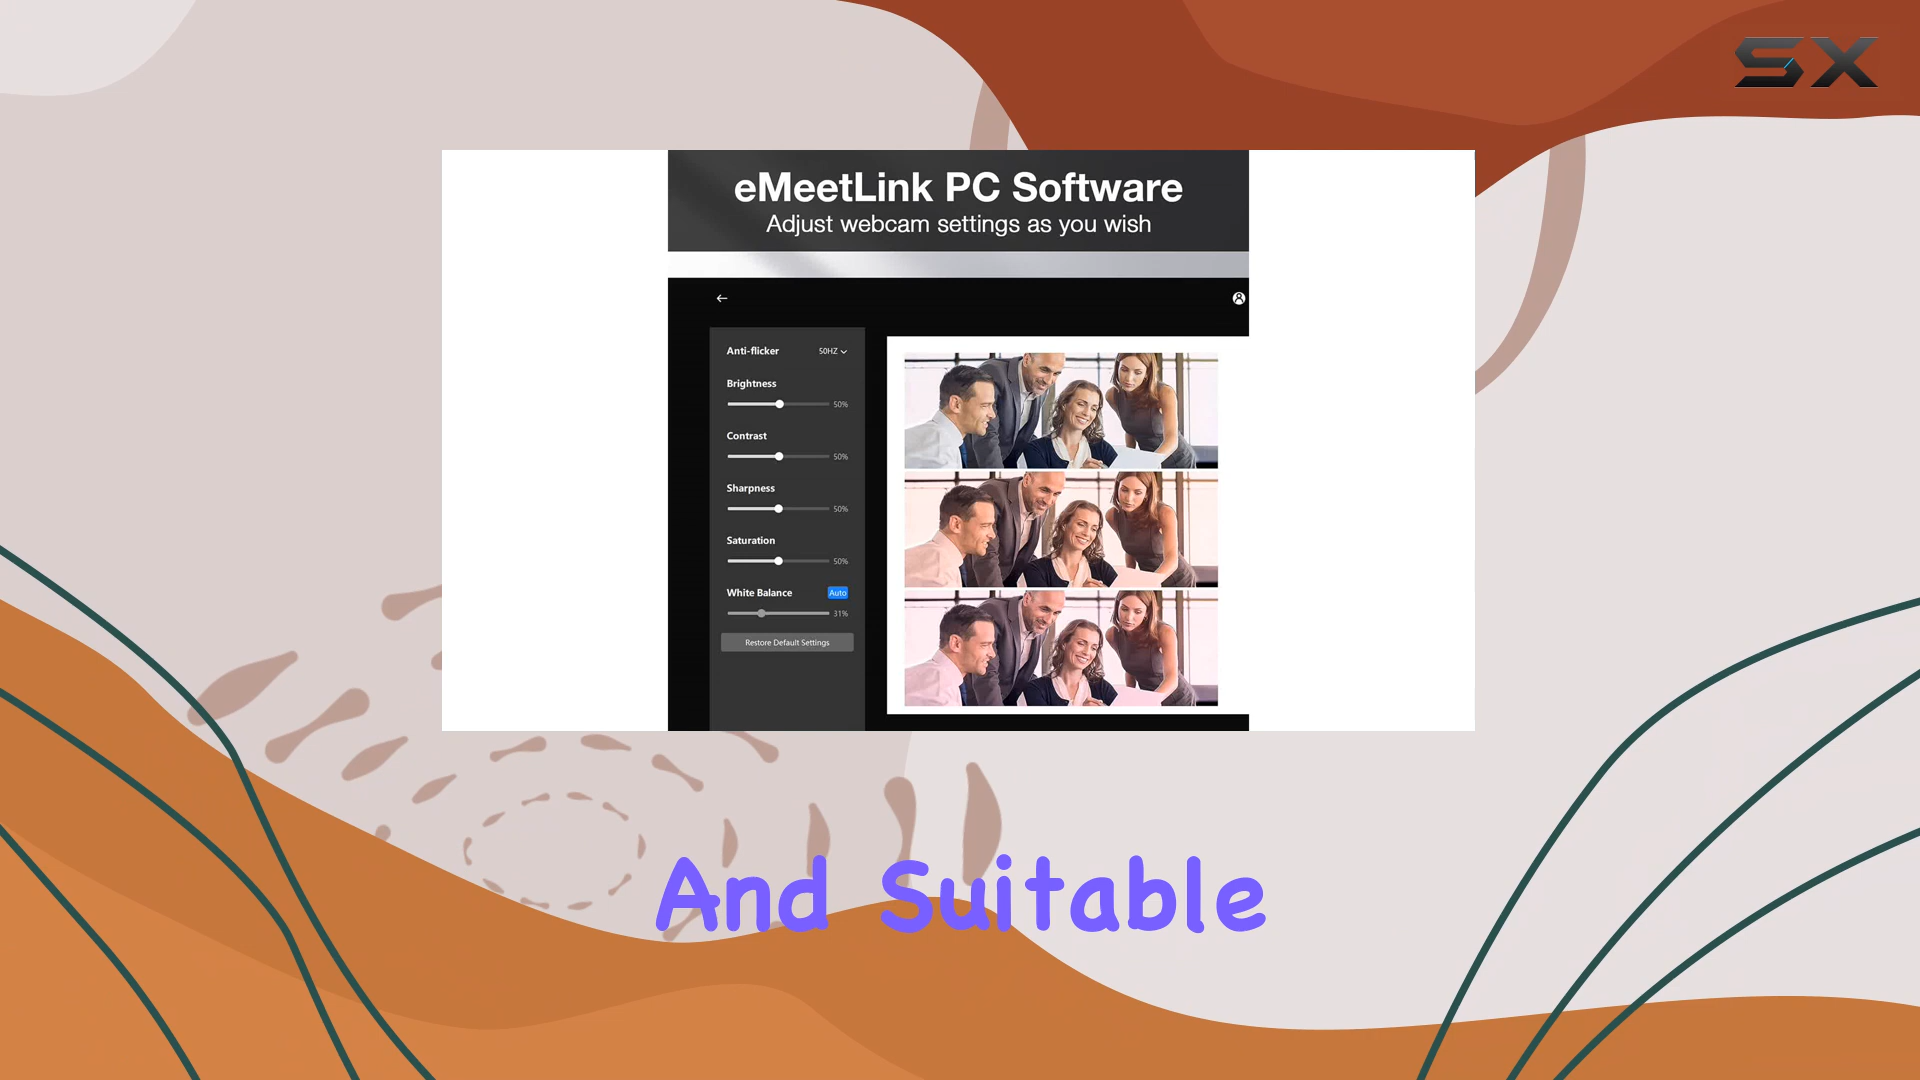 SX
eMeetLink PC Software
Adjust webcam settings as you wish
Anti-flicker 50HZ
Brightness
50%
Contrast
50%
Sharpness
50%
Saturation
50%
White Balance Auto
31%
Restore Default Settings
And Suitable